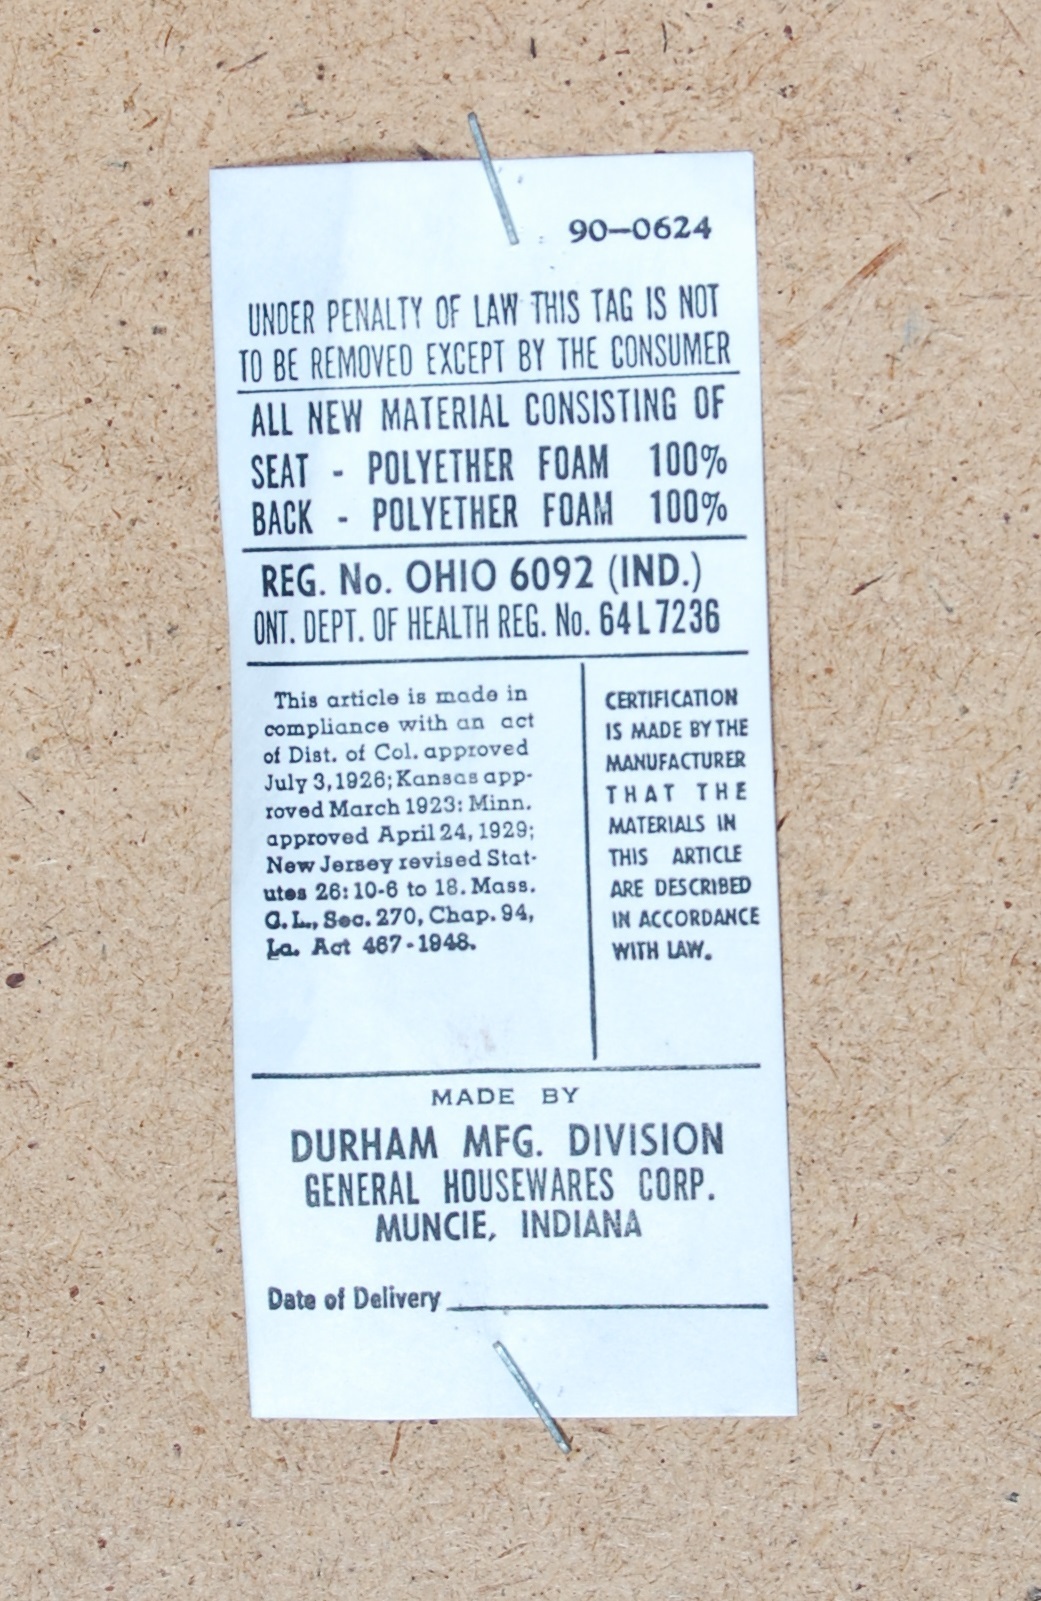 90-0624
UNDER PENALTY OF LAW THIS TAG IS NOT
TO BE REMOVED EXCEPT BY THE CONSUMER
ALL NEW MATERIAL CONSISTING OF
SEAT - POLYETHER FOAM 100%
BACK - POLYETHER FOAM 100%
REG. No. OHIO 6092 (IND.)
ONT. DEPT. OF HEALTH REG. No. 64L7236
This article is made in
compliance with an act
of Dist. of Col. approved
July 3, 1926; Kansas app-
roved March 1923: Minn.
approved April 24, 1929;
New Jersey revised Stat-
utes 26:10-6 to 18. Mass.
G.L., Sec. 270, Chap. 94,
La. Act 467-1948.
CERTIFICATION
IS MADE BY THE
MANUFACTURER
THAT THE
MATERIALS IN
THIS ARTICLE
ARE DESCRIBED
IN ACCORDANCE
WITH LAW.
MADE BY
DURHAM MFG. DIVISION
GENERAL HOUSEWARES CORP.
MUNCIE, INDIANA
Date of Delivery